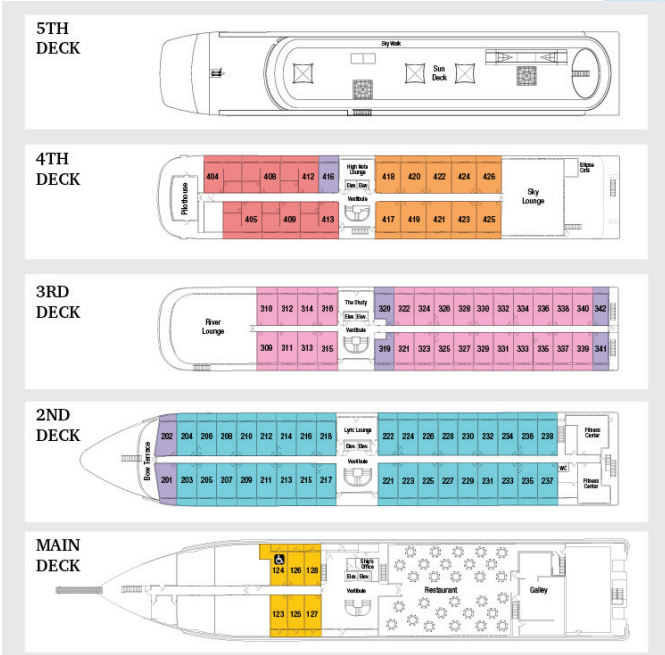 5TH
DECK
Sky Walk
Sun
Deck
4TH
DECK
404 408 412 416
High Note
Lounge
418 420 422 424 426
Ellipse
Café
Elev. Elev.
Pilothouse
Vestibule
Sky
Lounge
405 409 413
417 419 421 423 425
3RD
DECK
310 312 314 316
The Study
320 322 324 326 328 330 332 334 336 338 340 342
Elev. Elev.
River
Lounge
Vestibule
309 311 313 315
319 321 323 325 327 329 331 333 335 337 339 341
2ND
DECK
202 204 206 208 210 212 214 216 218
Lyric Lounge
222 224 226 228 230 232 234 236 238
Fitness
Center
Elev. Elev.
Bow Terrace
Vestibule
WC
201 203 205 207 209 211 213 215 217
221 223 225 227 229 231 233 235 237
Fitness
Center
MAIN
DECK
124 126 128
Ship's
Office
Elev. Elev.
Vestibule
Restaurant
Galley
123 125 127